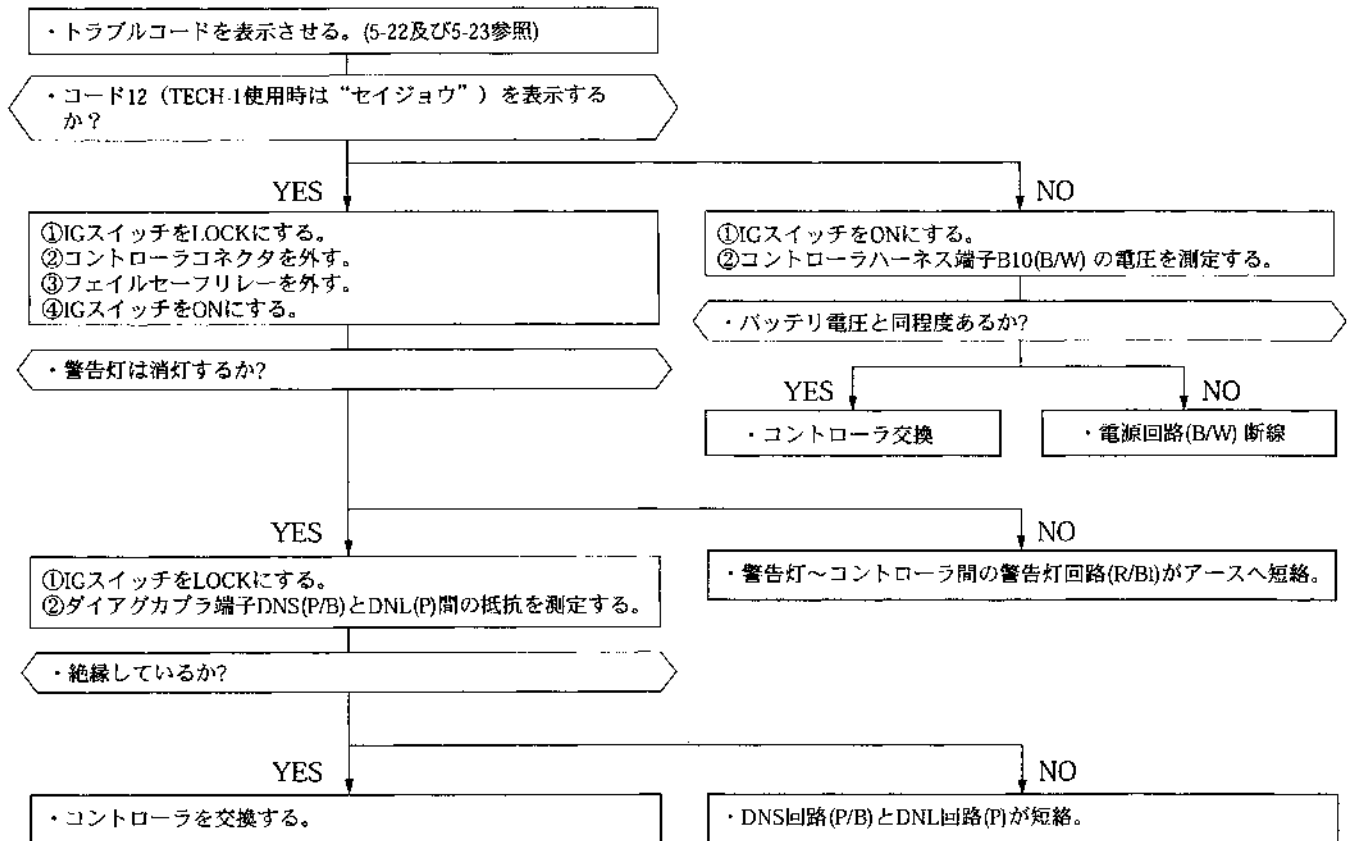 ・トラブルコードを表示させる。(5-22及び5-23参照)
・コード12（TECH-1使用時は“セイジョウ”）を表示する
か？
YES
NO
①IGスイッチをLOCKにする。
②コントローラコネクタを外す。
③フェイルセーフリレーを外す。
④IGスイッチをONにする。
①IGスイッチをONにする。
②コントローラハーネス端子B10(B/W) の電圧を測定する。
・バッテリ電圧と同程度あるか?
・警告灯は消灯するか?
YES
NO
・コントローラ交換
・電源回路(B/W) 断線
YES
NO
①IGスイッチをLOCKにする。
②ダイアグカプラ端子DNS(P/B)とDNL(P)間の抵抗を測定する。
・警告灯～コントローラ間の警告灯回路(R/Bl)がアースへ短絡。
・絶縁しているか?
YES
NO
・コントローラを交換する。
・DNS回路(P/B)とDNL回路(P)が短絡。